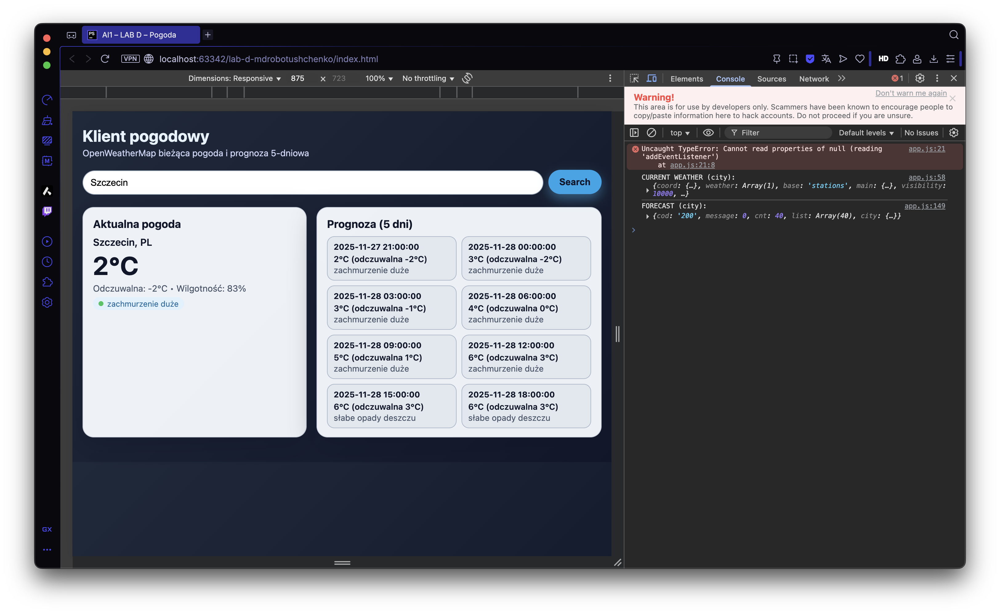 PS
AI1 – LAB D – Pogoda
VPN
localhost:63342/lab-d-mdrobotushchenko/index.html
HD
Dimensions: Responsive
875
×
723
100%
No throttling
Elements
Console
Sources
Network
1
Warning!
Don't warn me again
This area is for use by developers only. Scammers have been known to encourage people to
copy/paste information here to hack accounts. Do not proceed if you are unsure.
top
Filter
Default levels
No Issues
Uncaught TypeError: Cannot read properties of null (reading
app.js:21
'addEventListener')
at app.js:21:8
CURRENT WEATHER (city):
app.js:58
{coord: {…}, weather: Array(1), base: 'stations', main: {…}, visibility:
10000, …}
FORECAST (city):
app.js:149
{cod: '200', message: 0, cnt: 40, list: Array(40), city: {…}}
Klient pogodowy
OpenWeatherMap bieżąca pogoda i prognoza 5-dniowa
Szczecin
Search
Aktualna pogoda
Szczecin, PL
2°C
Odczuwalna: -2°C • Wilgotność: 83%
zachmurzenie duże
Prognoza (5 dni)
2025-11-27 21:00:00
2°C (odczuwalna -2°C)
zachmurzenie duże
2025-11-28 00:00:00
3°C (odczuwalna -2°C)
zachmurzenie duże
2025-11-28 03:00:00
3°C (odczuwalna -1°C)
zachmurzenie duże
2025-11-28 06:00:00
4°C (odczuwalna 0°C)
zachmurzenie duże
2025-11-28 09:00:00
5°C (odczuwalna 1°C)
zachmurzenie duże
2025-11-28 12:00:00
6°C (odczuwalna 3°C)
zachmurzenie duże
2025-11-28 15:00:00
6°C (odczuwalna 3°C)
słabe opady deszczu
2025-11-28 18:00:00
6°C (odczuwalna 3°C)
słabe opady deszczu
M
GX